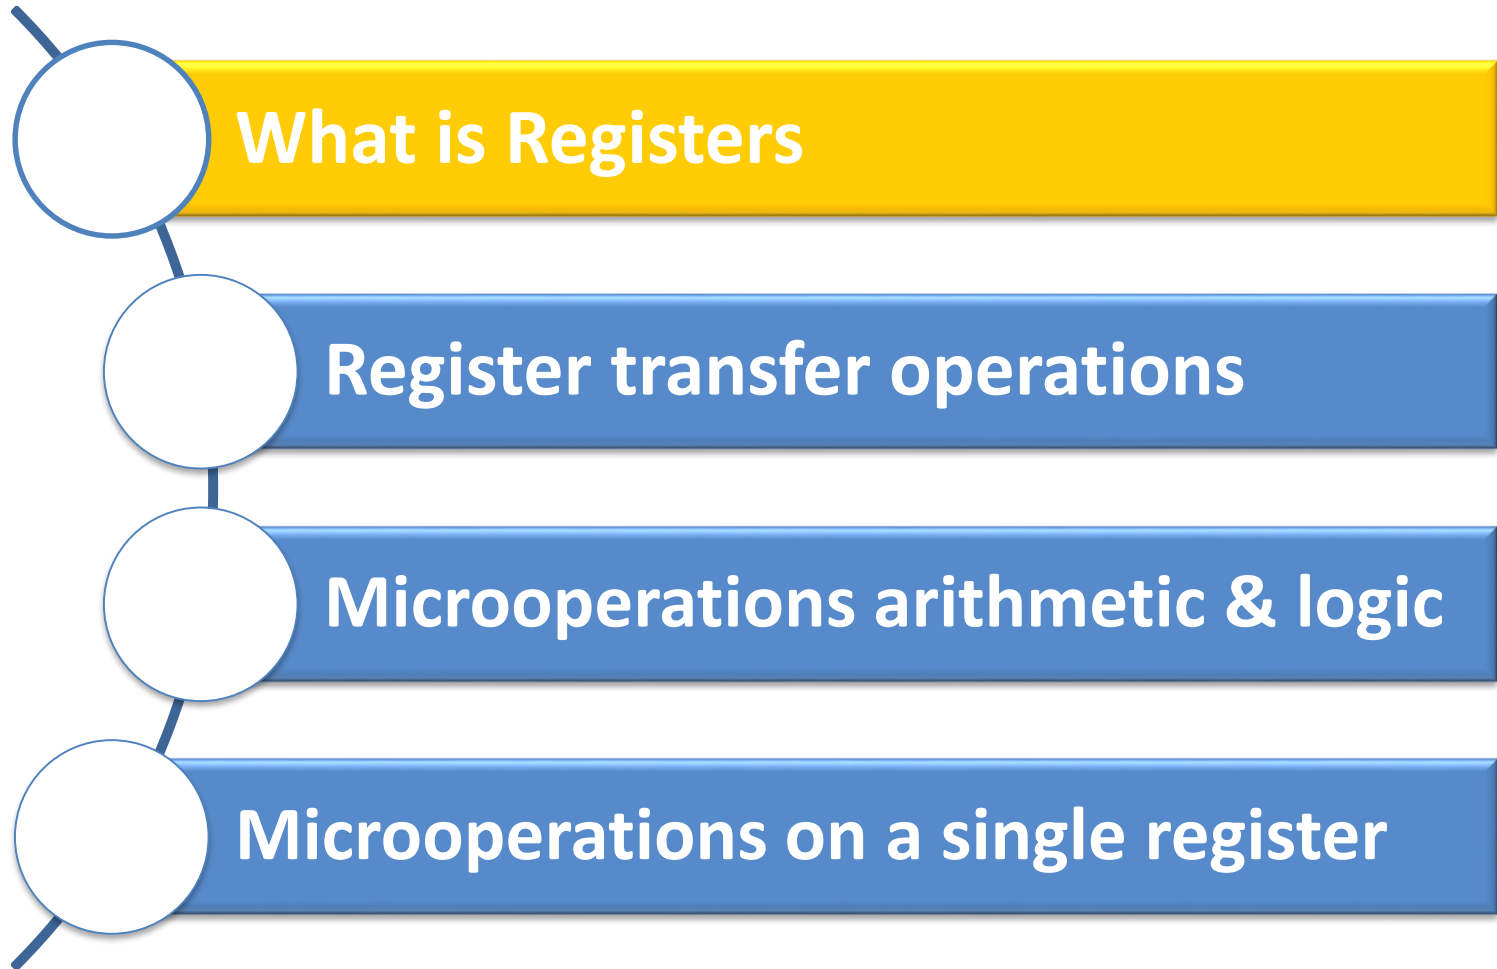 What is Registers
Register transfer operations
Microoperations arithmetic & logic
Microoperations on a single register